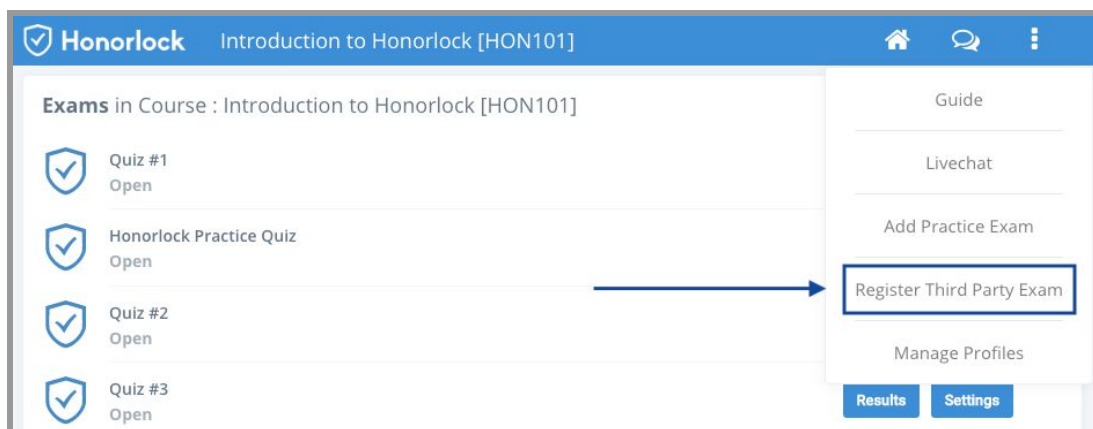 Honorlock Introduction to Honorlock [HON101]
Exams in Course : Introduction to Honorlock [HON101]
Quiz #1
Open
Honorlock Practice Quiz
Open
Quiz #2
Open
Quiz #3
Open
Guide
Livechat
Add Practice Exam
Register Third Party Exam
Manage Profiles
Results Settings